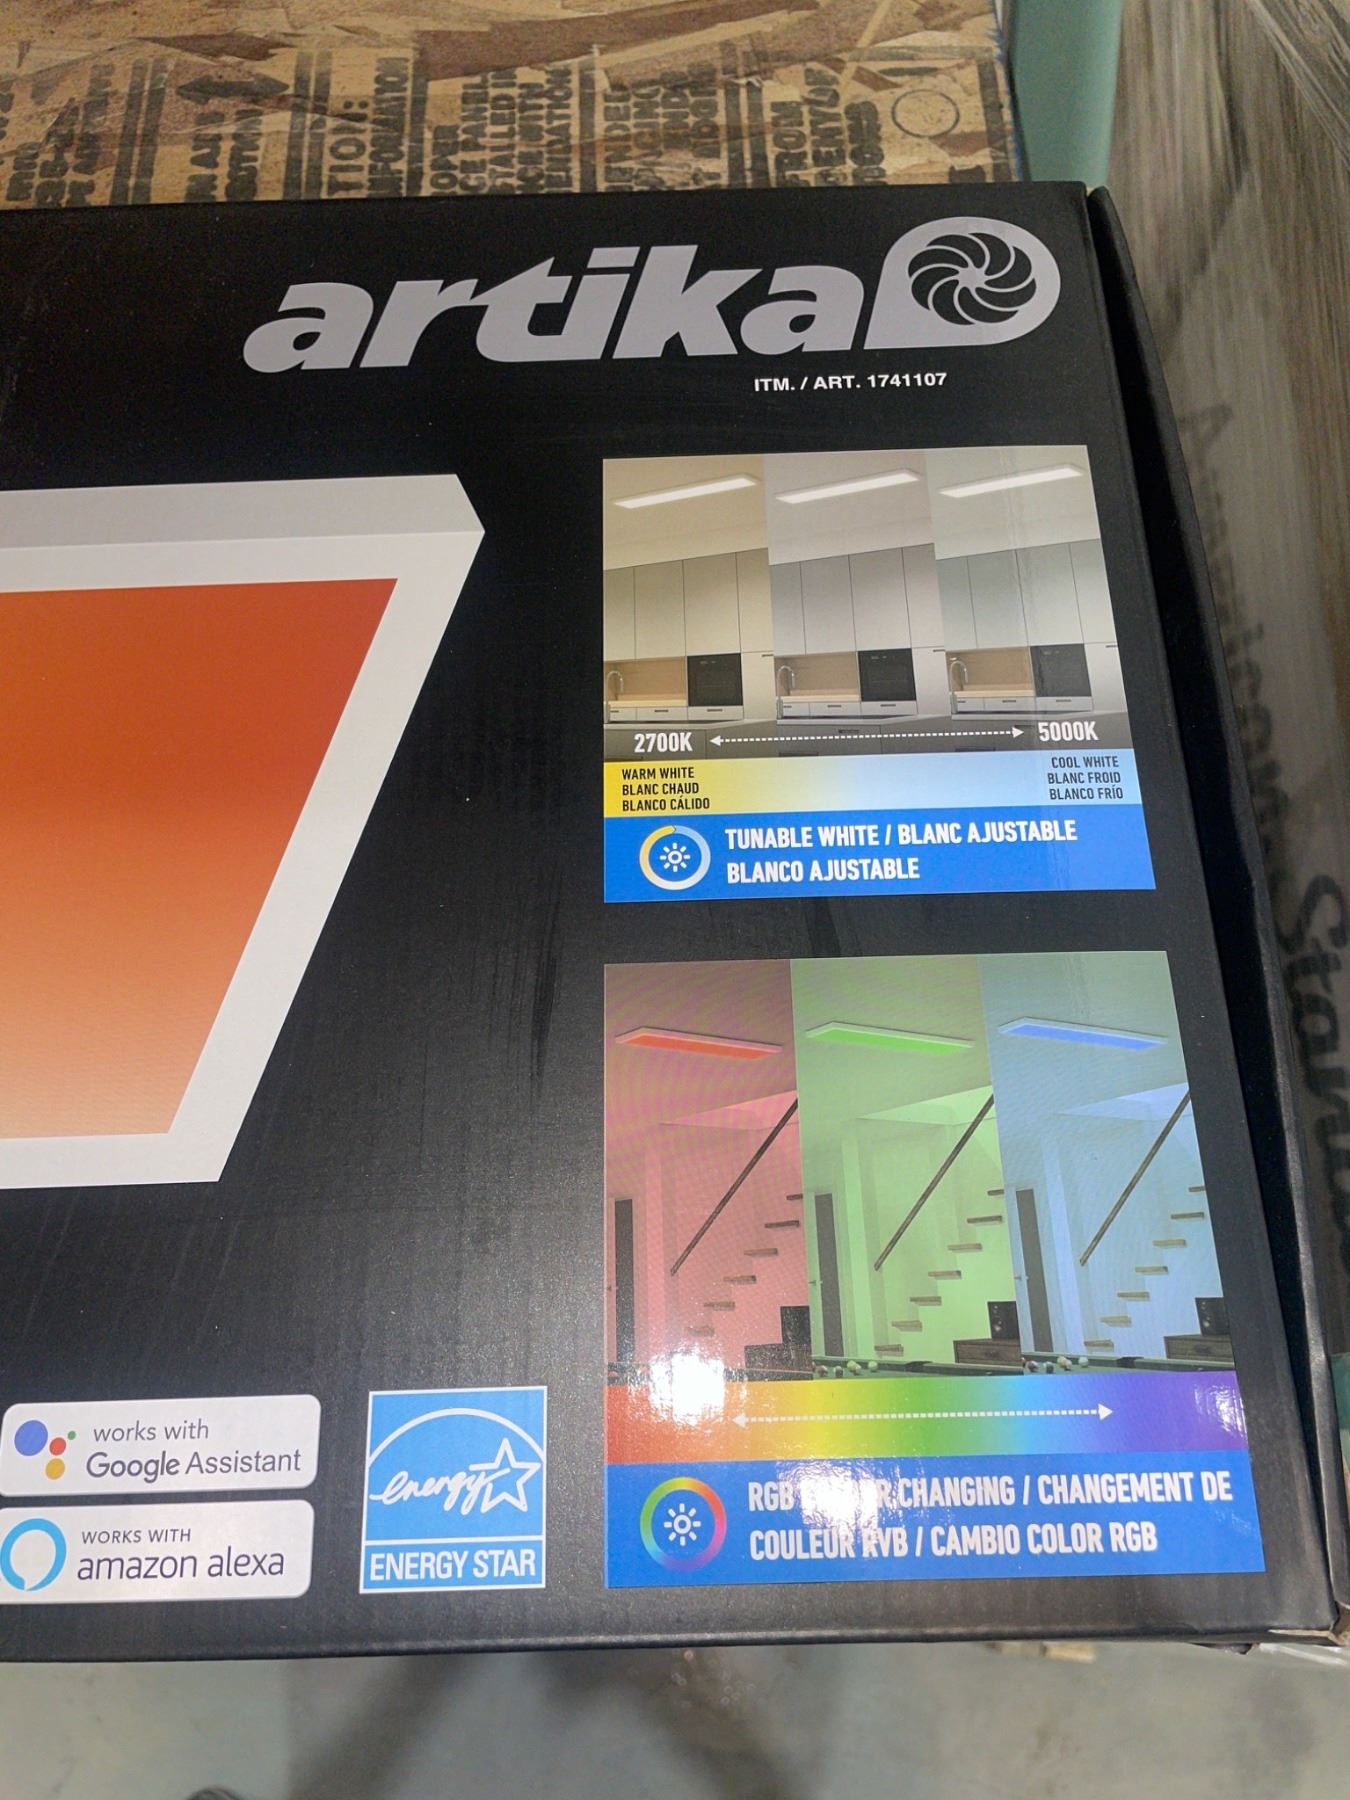 artika
ITM. / ART. 1741107
2700K
5000K
WARM WHITE
BLANC CHAUD
BLANCO CÁLIDO
COOL WHITE
BLANC FROID
BLANCO FRÍO
TUNABLE WHITE / BLANC AJUSTABLE
BLANCO AJUSTABLE
works with
Google Assistant
WORKS WITH
amazon alexa
energy
ENERGY STAR
RGB CHANGING / CHANGEMENT DE
COULEUR RVB / CAMBIO COLOR RGB